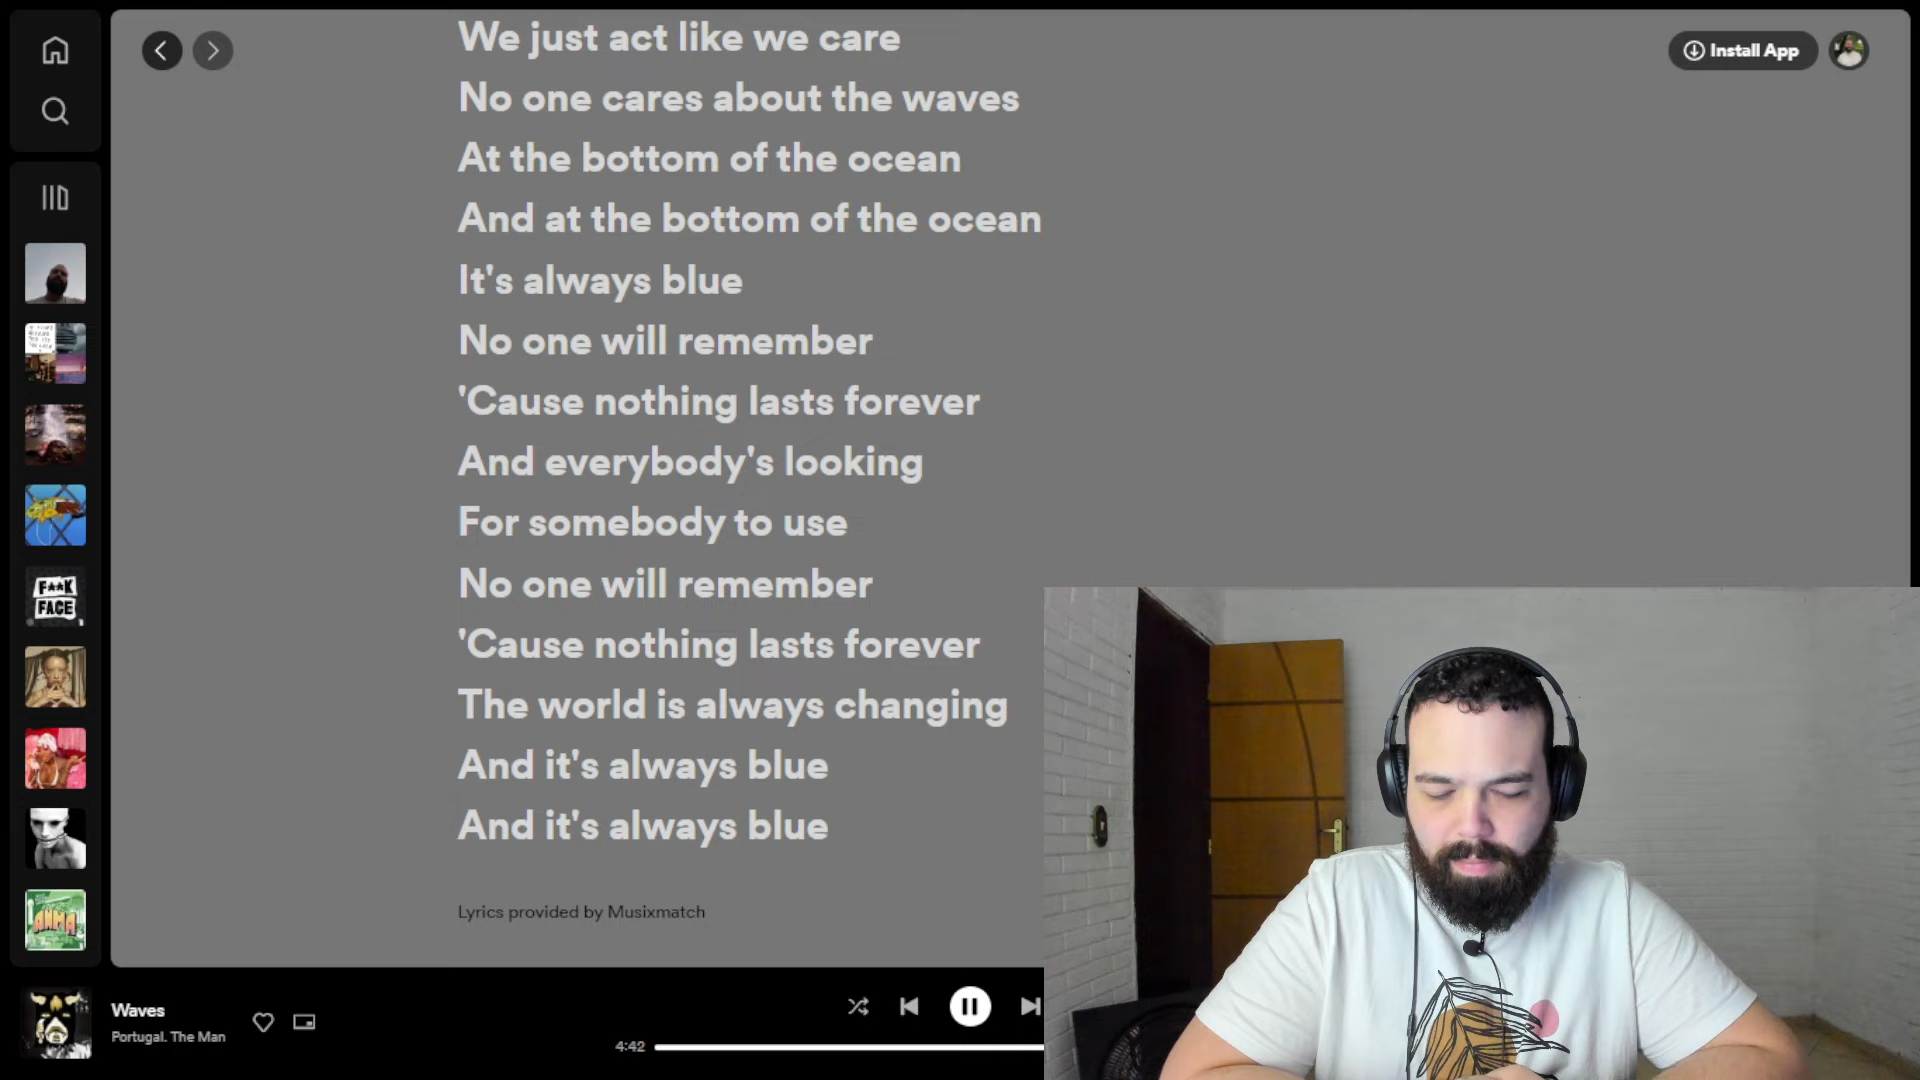 We just act like we care
No one cares about the waves
At the bottom of the ocean
And at the bottom of the ocean
It's always blue
No one will remember
'Cause nothing lasts forever
And everybody's looking
For somebody to use
No one will remember
'Cause nothing lasts forever
The world is always changing
And it's always blue
And it's always blue
Lyrics provided by Musixmatch
Install App
F**K
FACE
ANMA
Waves
Portugal. The Man
4:42